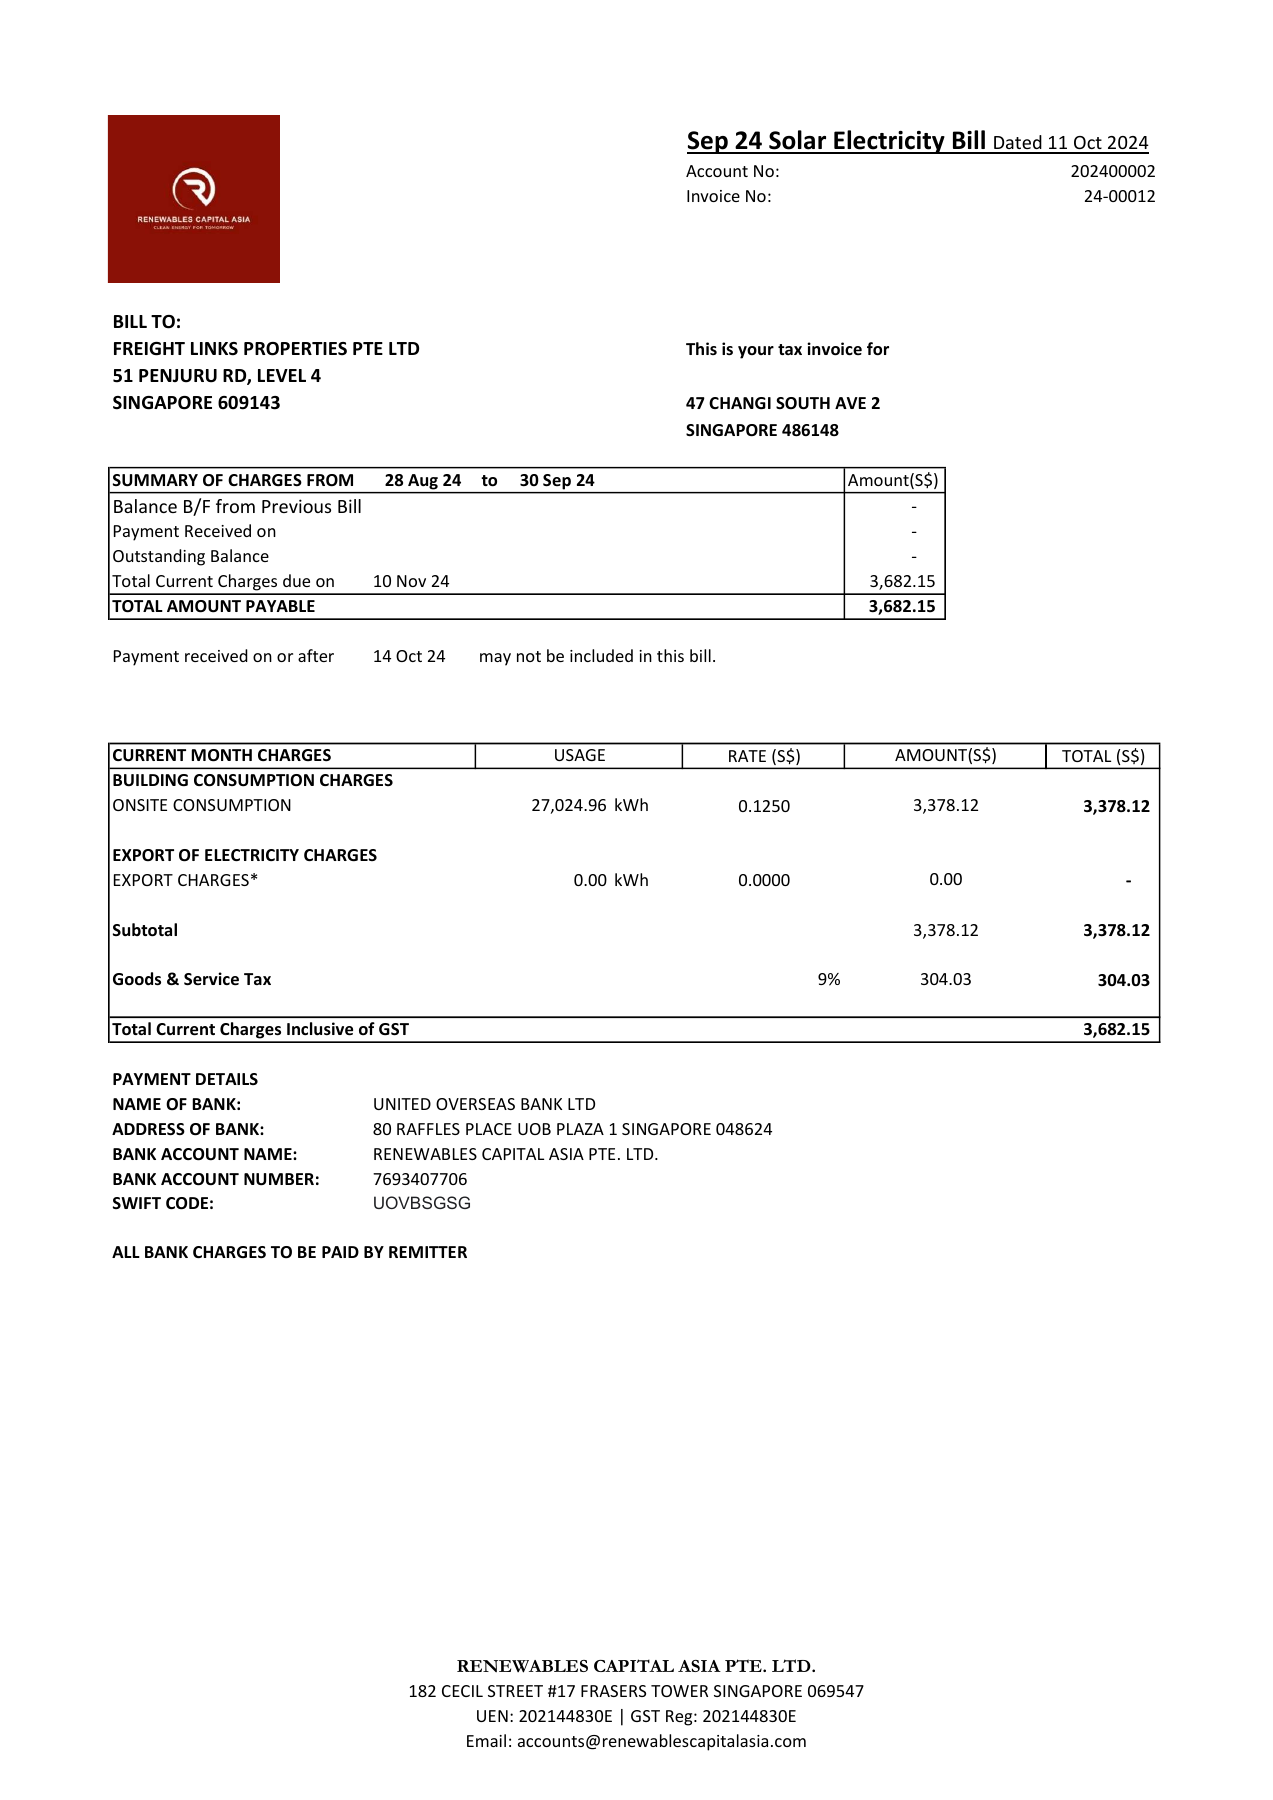 RENEWABLES CAPITAL ASIA
CLEAN ENERGY FOR TOMORROW
Sep 24 Solar Electricity Bill Dated 11 Oct 2024
Account No: 202400002
Invoice No: 24-00012
BILL TO:
FREIGHT LINKS PROPERTIES PTE LTD
51 PENJURU RD, LEVEL 4
SINGAPORE 609143
This is your tax invoice for
47 CHANGI SOUTH AVE 2
SINGAPORE 486148
SUMMARY OF CHARGES FROM 28 Aug 24 to 30 Sep 24 Amount(S$)
Balance B/F from Previous Bill -
Payment Received on -
Outstanding Balance -
Total Current Charges due on 10 Nov 24 3,682.15
TOTAL AMOUNT PAYABLE 3,682.15
Payment received on or after 14 Oct 24 may not be included in this bill.
CURRENT MONTH CHARGES USAGE RATE (S$) AMOUNT(S$) TOTAL (S$)
BUILDING CONSUMPTION CHARGES
ONSITE CONSUMPTION 27,024.96 kWh 0.1250 3,378.12 3,378.12
EXPORT OF ELECTRICITY CHARGES
EXPORT CHARGES* 0.00 kWh 0.0000 0.00 -
Subtotal 3,378.12 3,378.12
Goods & Service Tax 9% 304.03 304.03
Total Current Charges Inclusive of GST 3,682.15
PAYMENT DETAILS
NAME OF BANK: UNITED OVERSEAS BANK LTD
ADDRESS OF BANK: 80 RAFFLES PLACE UOB PLAZA 1 SINGAPORE 048624
BANK ACCOUNT NAME: RENEWABLES CAPITAL ASIA PTE. LTD.
BANK ACCOUNT NUMBER: 7693407706
SWIFT CODE: UOVBSGSG
ALL BANK CHARGES TO BE PAID BY REMITTER
RENEWABLES CAPITAL ASIA PTE. LTD.
182 CECIL STREET #17 FRASERS TOWER SINGAPORE 069547
UEN: 202144830E | GST Reg: 202144830E
Email: accounts@renewablescapitalasia.com